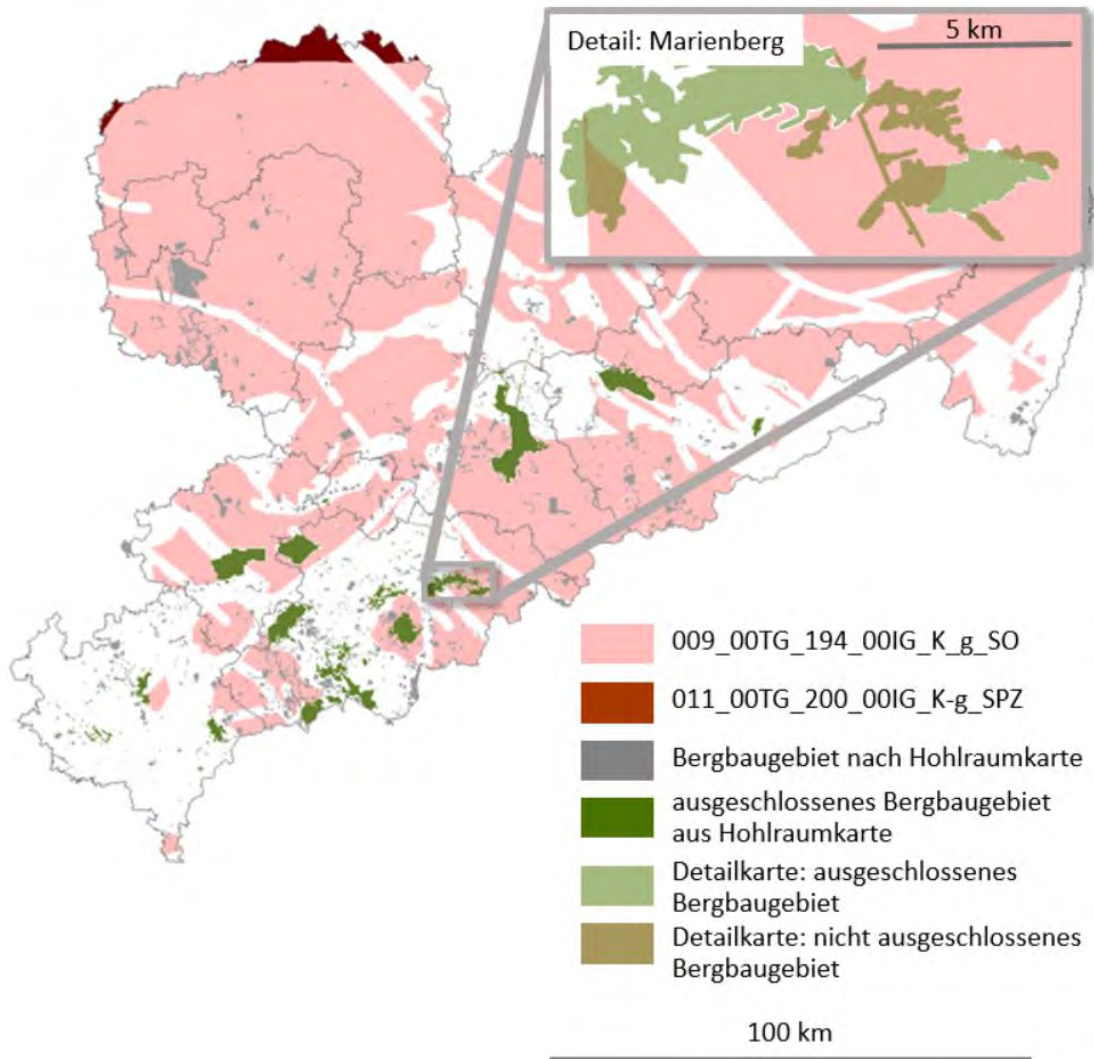 Detail: Marienberg
5 km
009_00TG_194_00IG_K_g_SO
011_00TG_200_00IG_K-g_SPZ
Bergbaugebiet nach Hohlraumkarte
ausgeschlossenes Bergbaugebiet
aus Hohlraumkarte
Detailkarte: ausgeschlossenes
Bergbaugebiet
Detailkarte: nicht ausgeschlossenes
Bergbaugebiet
100 km